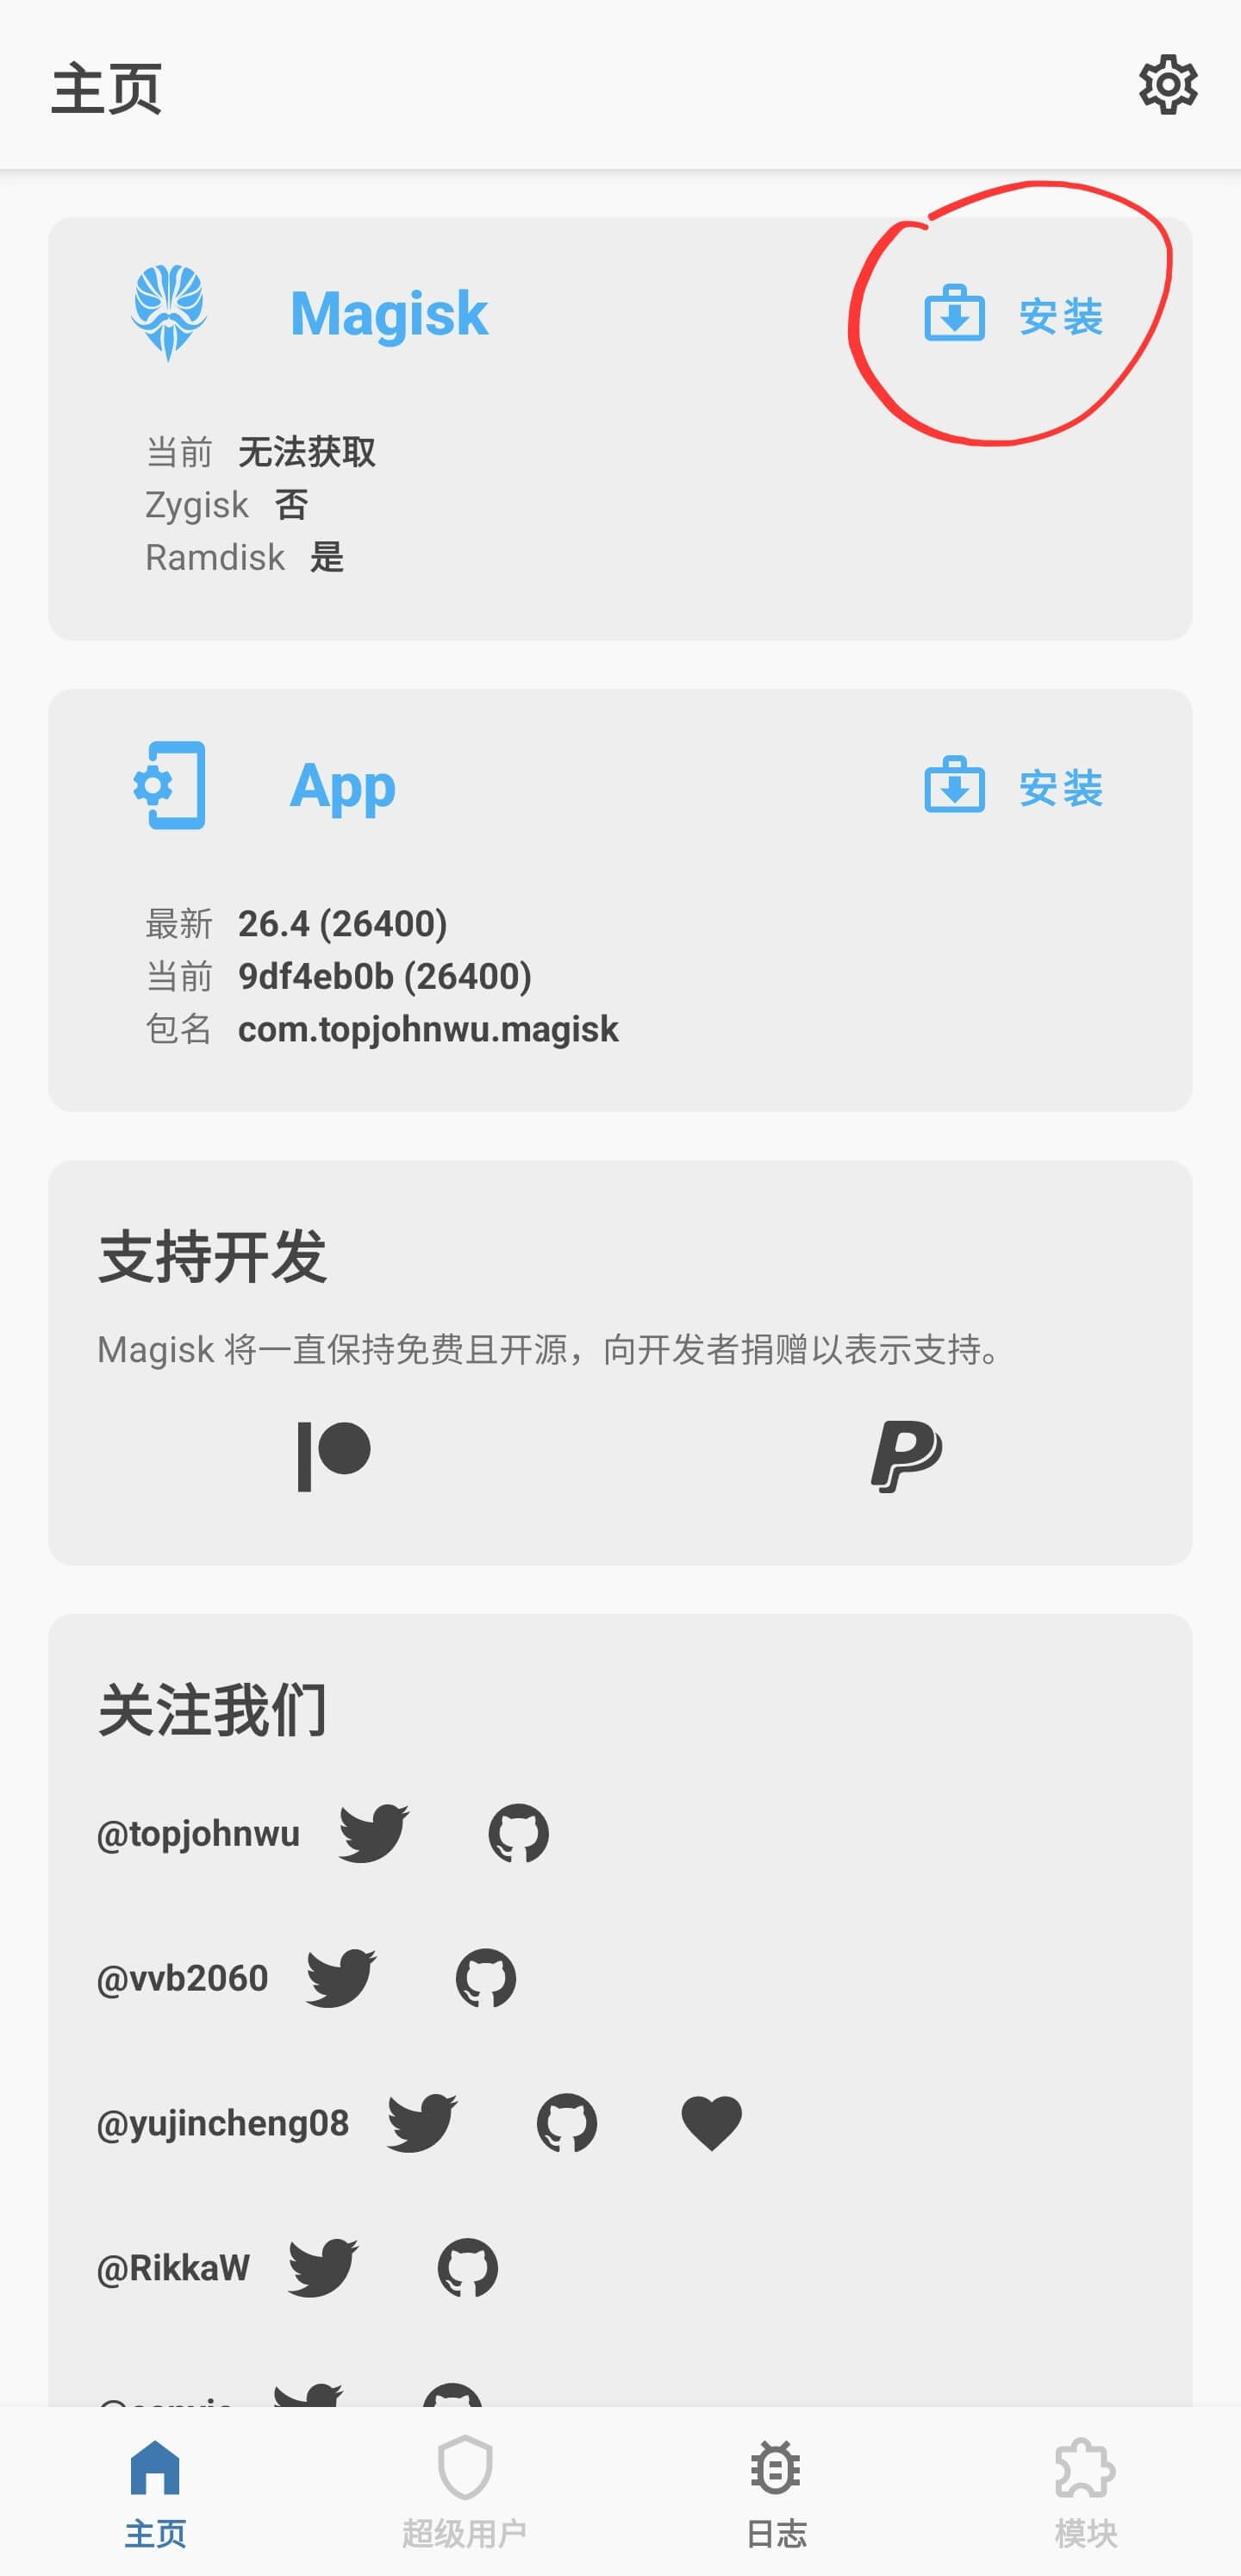 主页
Magisk
安装
当前 无法获取
Zygisk 否
Ramdisk 是
App
安装
最新 26.4 (26400)
当前 9df4eb0b (26400)
包名 com.topjohnwu.magisk
支持开发
Magisk 将一直保持免费且开源，向开发者捐赠以表示支持。
关注我们
@topjohnwu
@vvb2060
@yujincheng08
@RikkaW
主页
超级用户
日志
模块